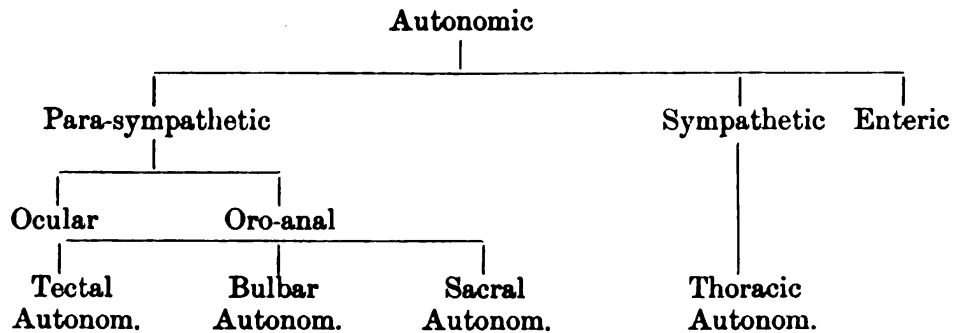 Autonomic
Para-sympathetic Sympathetic Enteric
Ocular Oro-anal
Tectal Bulbar Sacral Thoracic
Autonom. Autonom. Autonom. Autonom.